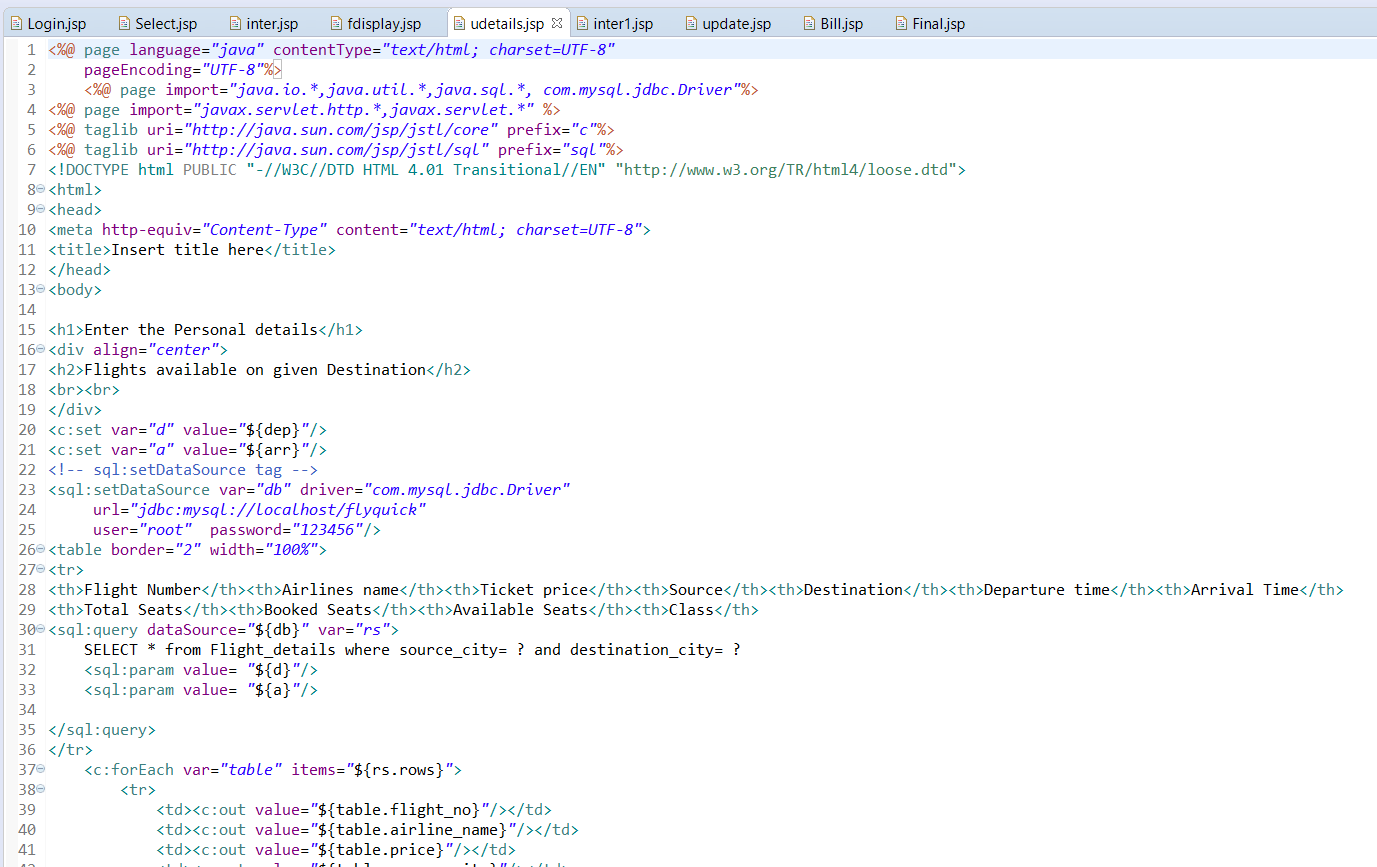 Login.jsp Select.jsp inter.jsp fdisplay.jsp udetails.jsp inter1.jsp update.jsp Bill.jsp Final.jsp
1 <%@ page language="java" contentType="text/html; charset=UTF-8"
2     pageEncoding="UTF-8"%>
3     <%@ page import="java.io.*,java.util.*,java.sql.*, com.mysql.jdbc.Driver"%>
4 <%@ page import="javax.servlet.http.*,javax.servlet.*" %>
5 <%@ taglib uri="http://java.sun.com/jsp/jstl/core" prefix="c"%>
6 <%@ taglib uri="http://java.sun.com/jsp/jstl/sql" prefix="sql"%>
7 <!DOCTYPE html PUBLIC "-//W3C//DTD HTML 4.01 Transitional//EN" "http://www.w3.org/TR/html4/loose.dtd">
8 <html>
9 <head>
10 <meta http-equiv="Content-Type" content="text/html; charset=UTF-8">
11 <title>Insert title here</title>
12 </head>
13 <body>
14
15 <h1>Enter the Personal details</h1>
16 <div align="center">
17 <h2>Flights available on given Destination</h2>
18 <br><br>
19 </div>
20 <c:set var="d" value="${dep}"/>
21 <c:set var="a" value="${arr}"/>
22 <!-- sql:setDataSource tag -->
23 <sql:setDataSource var="db" driver="com.mysql.jdbc.Driver"
24      url="jdbc:mysql://localhost/flyquick"
25      user="root"  password="123456"/>
26 <table border="2" width="100%">
27 <tr>
28 <th>Flight Number</th><th>Airlines name</th><th>Ticket price</th><th>Source</th><th>Destination</th><th>Departure time</th><th>Arrival Time</th>
29 <th>Total Seats</th><th>Booked Seats</th><th>Available Seats</th><th>Class</th>
30 <sql:query dataSource="${db}" var="rs">
31     SELECT * from Flight_details where source_city= ? and destination_city= ?
32     <sql:param value= "${d}"/>
33     <sql:param value= "${a}"/>
34
35 </sql:query>
36 </tr>
37     <c:forEach var="table" items="${rs.rows}">
38         <tr>
39             <td><c:out value="${table.flight_no}"/></td>
40             <td><c:out value="${table.airline_name}"/></td>
41             <td><c:out value="${table.price}"/></td>